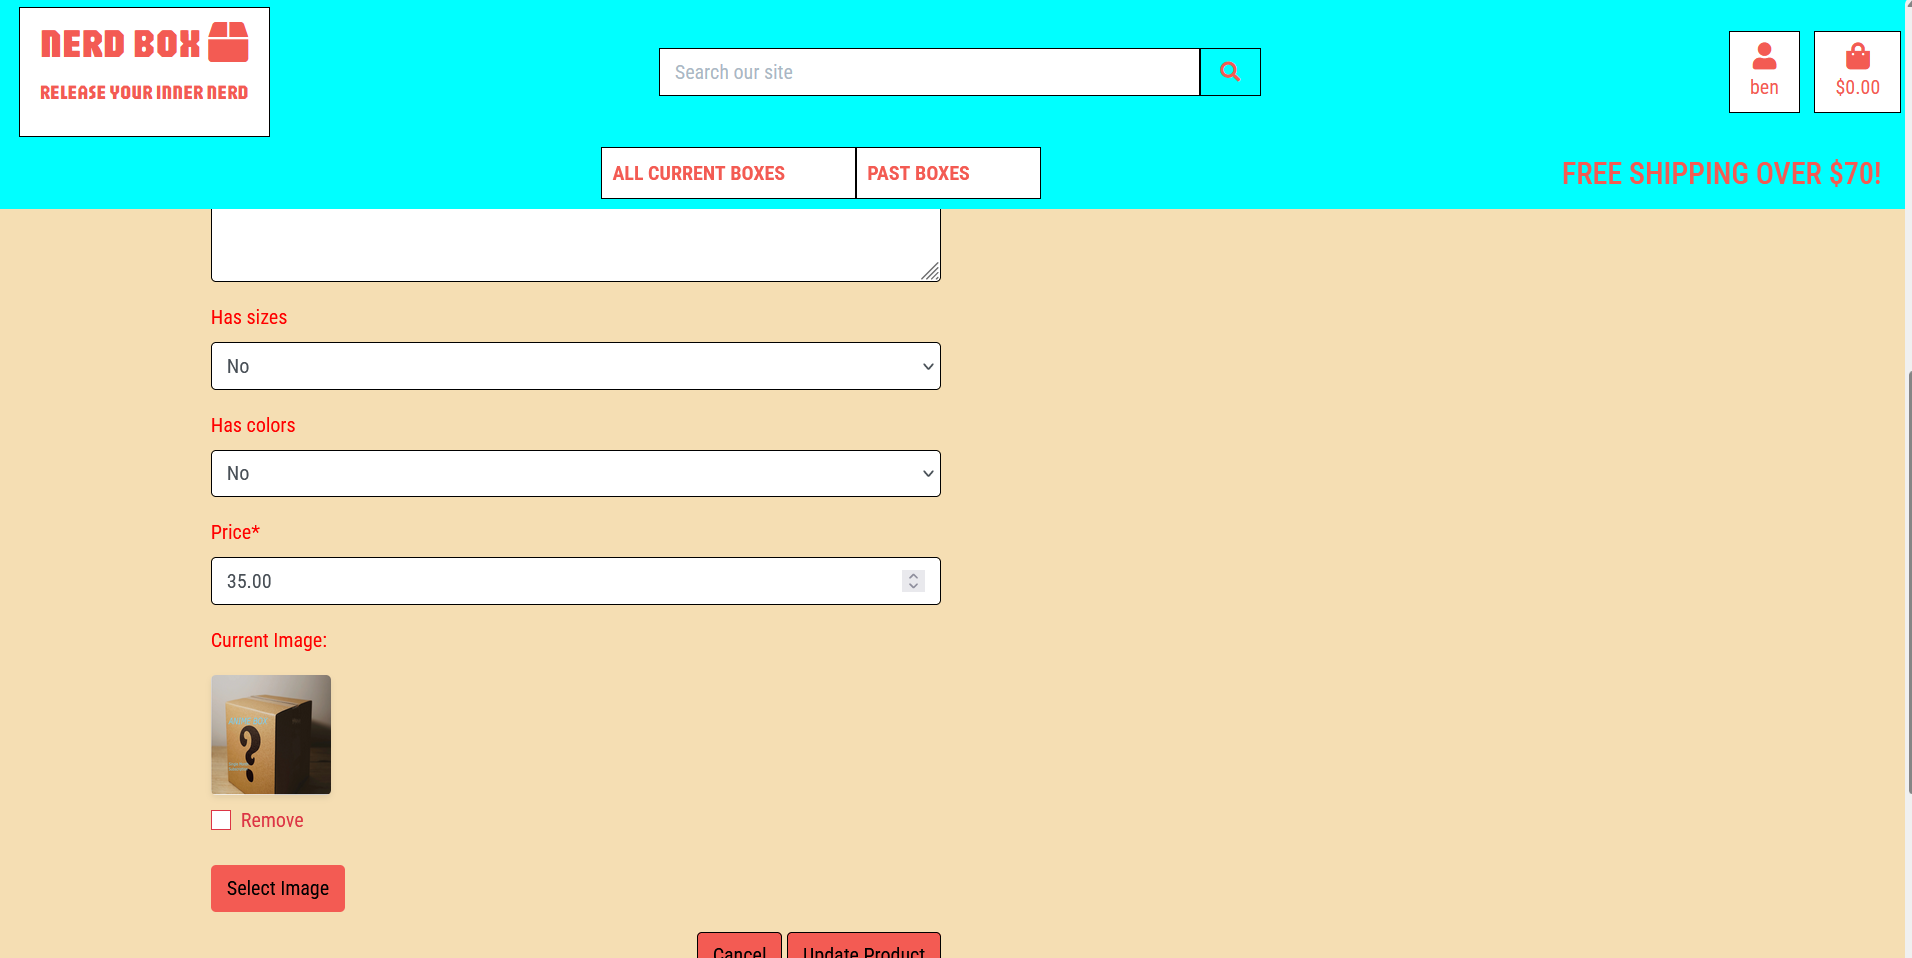 NERD BOX
RELEASE YOUR INNER NERD
Search our site
ben
$0.00
ALL CURRENT BOXES
PAST BOXES
FREE SHIPPING OVER $70!
Has sizes
No
Has colors
No
Price*
35.00
Current Image:
?
Remove
Select Image
Cancel
Update Product